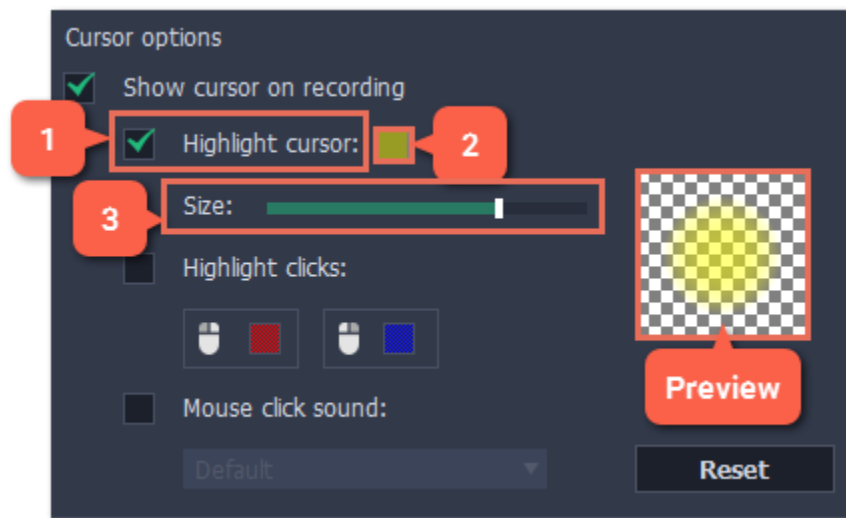 Cursor options
Show cursor on recording
1
Highlight cursor:
2
3
Size:
Highlight clicks:
Preview
Mouse click sound:
Default
Reset